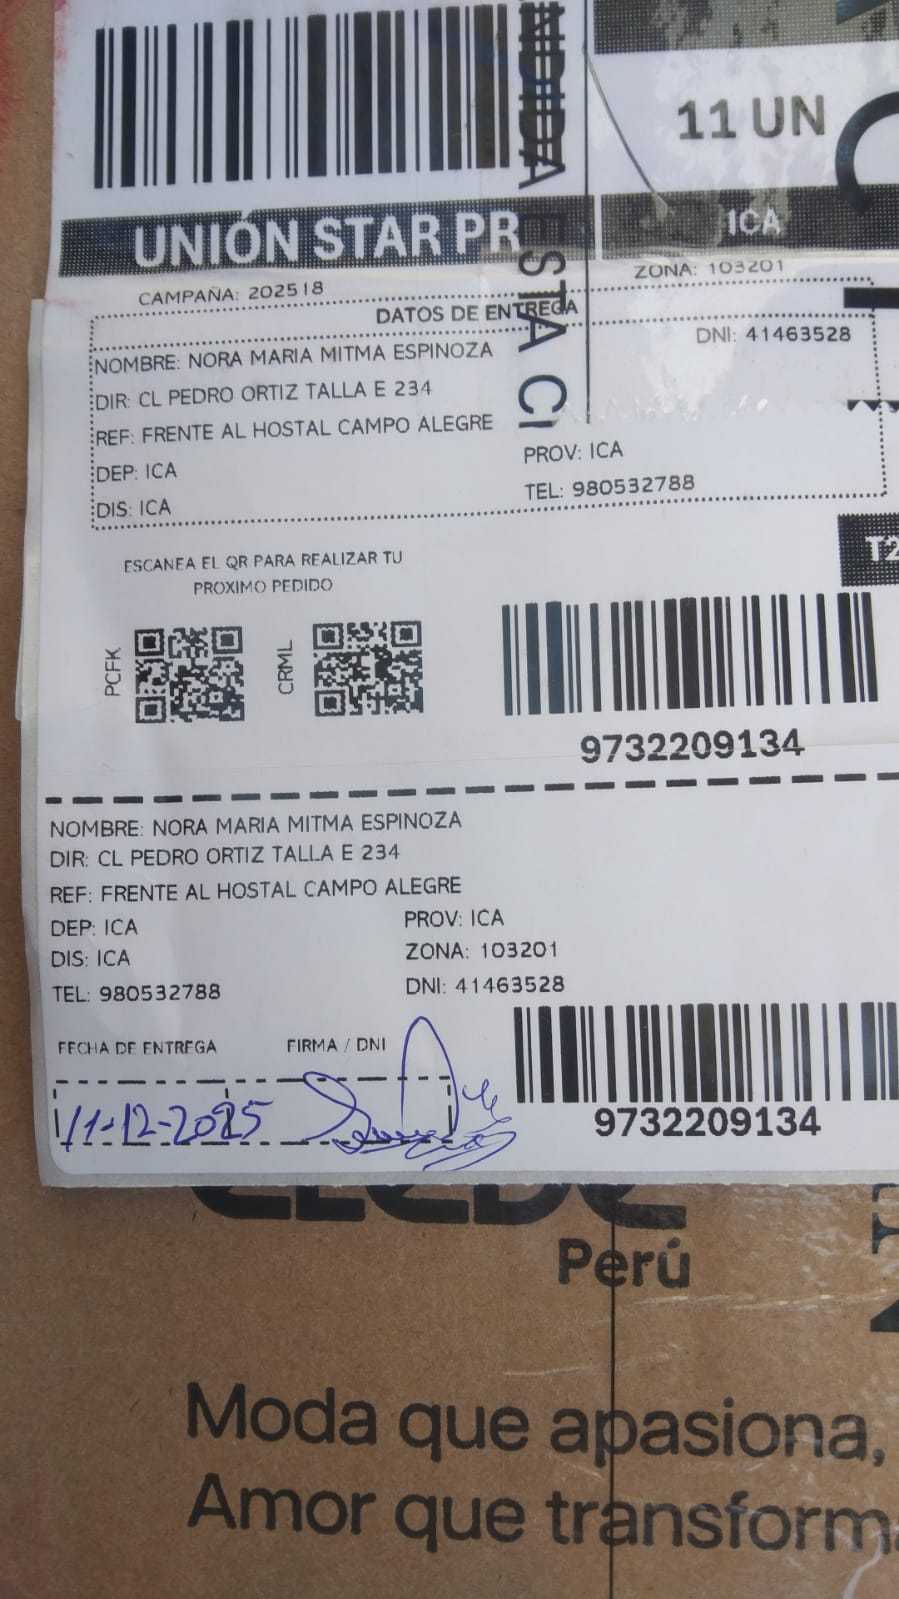 11 UN
UNIÓN STAR PR
ICA
CAMPAÑA: 202518
ZONA: 103201
DATOS DE ENTREGA
NOMBRE: NORA MARIA MITMA ESPINOZA
DNI: 41463528
DIR: CL PEDRO ORTIZ TALLA E 234
REF: FRENTE AL HOSTAL CAMPO ALEGRE
DEP: ICA
PROV: ICA
DIS: ICA
TEL: 980532788
ESTA
ESCANEA EL QR PARA REALIZAR TU
PROXIMO PEDIDO
PCFK
CRML
T2
9732209134
NOMBRE: NORA MARIA MITMA ESPINOZA
DIR: CL PEDRO ORTIZ TALLA E 234
REF: FRENTE AL HOSTAL CAMPO ALEGRE
DEP: ICA
PROV: ICA
DIS: ICA
ZONA: 103201
TEL: 980532788
DNI: 41463528
FECHA DE ENTREGA
FIRMA / DNI
11-12-2025
9732209134
Perú
Moda que apasiona,
Amor que transforma